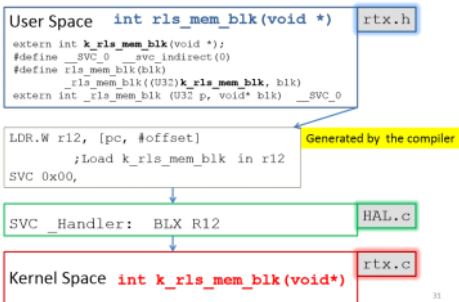 User Space int rls_mem_blk(void *)
rtx.h
extern int k_rls_mem_blk(void *);
#define __SVC_0 __svc_indirect(0)
#define rls_mem_blk(blk)
_rls_mem_blk((U32)k_rls_mem_blk, blk)
extern int _rls_mem_blk (U32 p, void* blk) __SVC_0
LDR.W r12, [pc, #offset]
Generated by the compiler
;Load k_rls_mem_blk in r12
SVC 0x00,
SVC _Handler: BLX R12
HAL.c
Kernel Space int k_rls_mem_blk(void*)
rtx.c
33